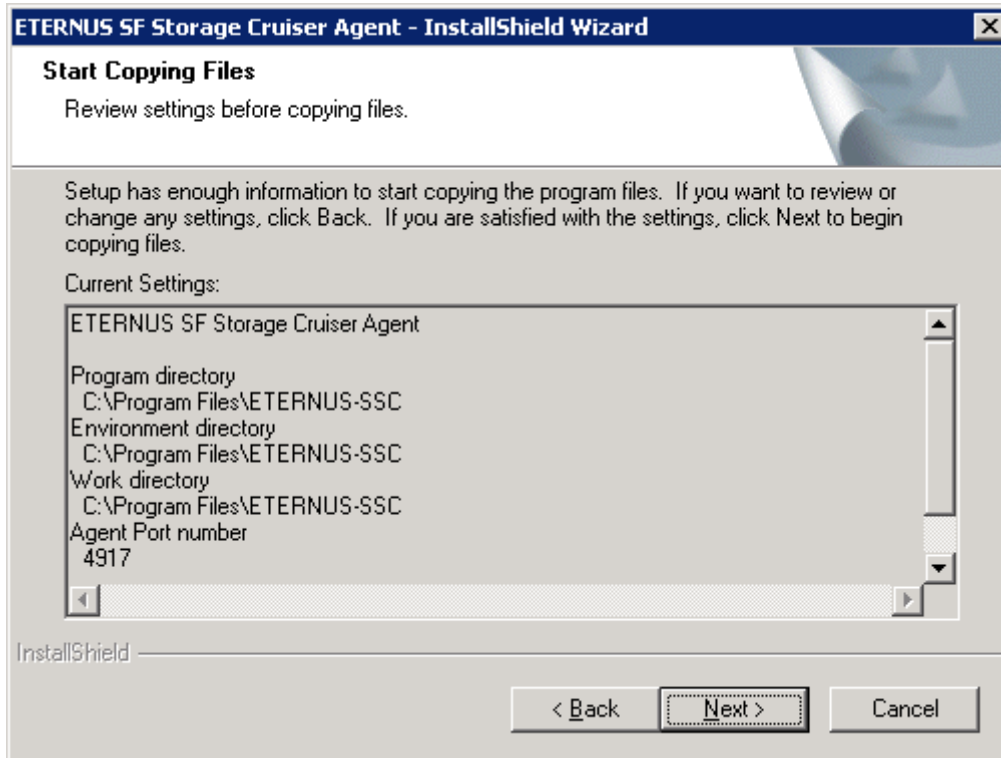 ETERNUS SF Storage Cruiser Agent - InstallShield Wizard
Start Copying Files
Review settings before copying files.
Setup has enough information to start copying the program files.  If you want to review or
change any settings, click Back.  If you are satisfied with the settings, click Next to begin
copying files.
Current Settings:
ETERNUS SF Storage Cruiser Agent
Program directory
C:\Program Files\ETERNUS-SSC
Environment directory
C:\Program Files\ETERNUS-SSC
Work directory
C:\Program Files\ETERNUS-SSC
Agent Port number
4917
InstallShield
< Back
Next >
Cancel